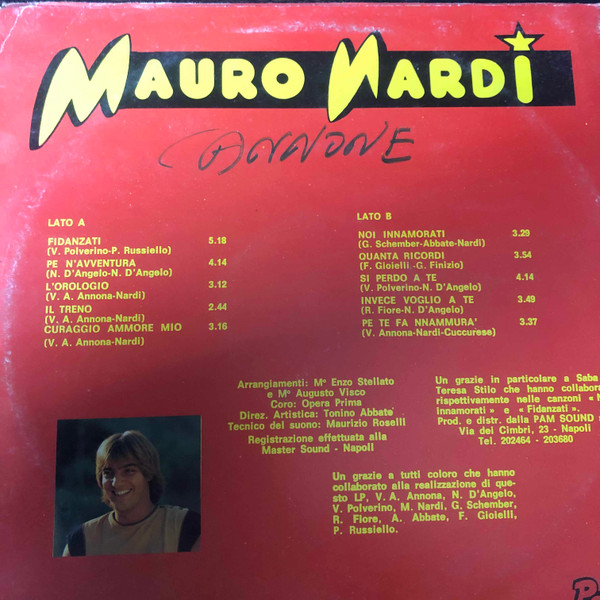 MAURO NARDI
CANNONE
LATO A
FIDANZATI 5.18
(V. Polverino-P. Russiello)
PE N'AVVENTURA 4.14
(N. D'Angelo-N. D'Angelo)
L'OROLOGIO 3.12
(V. A. Annona-Nardi)
IL TRENO 2.44
(V. A. Annona-Nardi)
CURAGGIO AMMORE MIO 3.16
(V. A. Annona-Nardi)
LATO B
NOI INNAMORATI 3.29
(G. Schember-Abbate-Nardi)
QUANTA RICORDI 3.54
(F. Gioielli.-G. Finizio)
SI PERDO A TE 4.14
(V. Polverino-N. D'Angelo)
INVECE VOGLIO A TE 3.49
(R. Fiore-N. D'Angelo)
PE TE FA NNAMMURA' 3.37
(V. Annona-Nardi-Cuccurese)
Arrangiamenti: Mº Enzo Stellato
e Mº Augusto Visco
Coro: Opera Prima
Direz. Artistica: Tonino Abbate
Tecnico del suono: Maurizio Roselli
Registrazione effettuata alla
Master Sound - Napoli
Un grazie in particolare a Saba
Teresa Stilo che hanno collabora
rispettivamente nelle canzoni « N
Innamorati » e « Fidanzati ».
Prod. e distr. dalla PAM SOUND s
Via dei Cimbri, 23 - Napoli
Tel. 202464 - 203680
Un grazie a tutti coloro che hanno
collaborato alla realizzazione di que-
sto LP, V. A. Annona, N. D'Angelo,
V. Polverino, M. Nardi, G. Schember,
R. Fiore, A. Abbate, F. Gioielli,
P. Russiello.